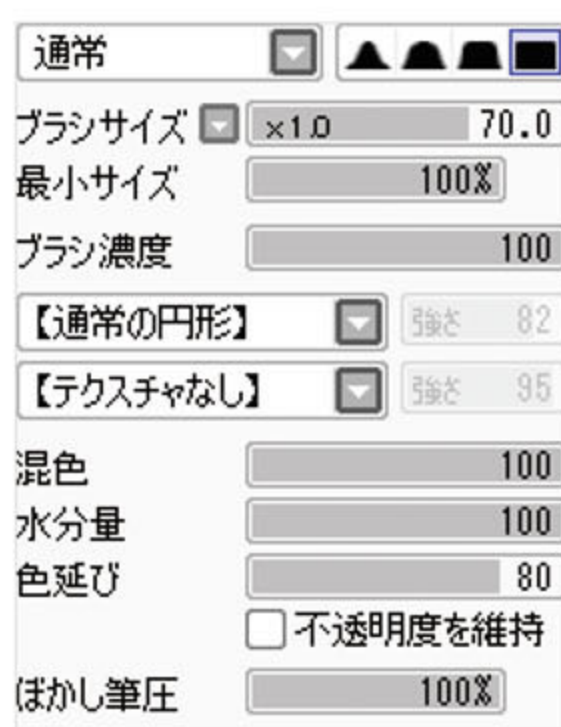 通常
ブラシサイズ ×1.0 70.0
最小サイズ 100%
ブラシ濃度 100
【通常の円形】 強さ 82
【テクスチャなし】 強さ 95
混色 100
水分量 100
色延び 80
不透明度を維持
ぼかし筆圧 100%